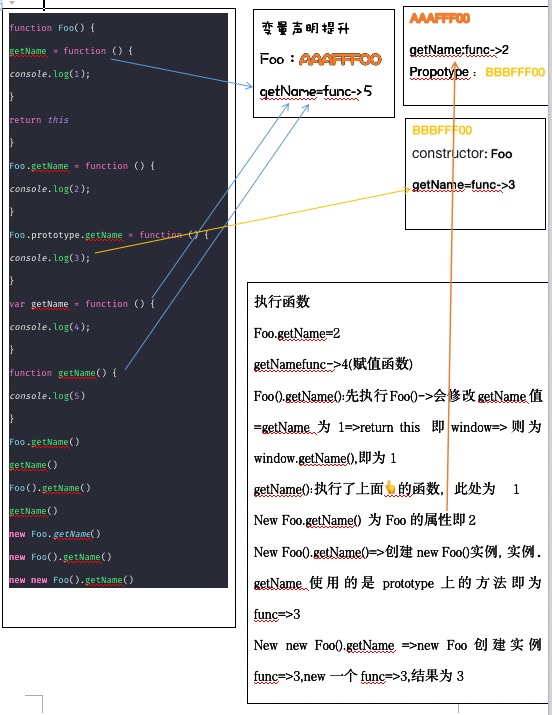 function Foo() {
getName = function () {
console.log(1);
}
return this
}
Foo.getName = function () {
console.log(2);
}
Foo.prototype.getName = function () {
console.log(3);
}
var getName = function () {
console.log(4);
}
function getName() {
console.log(5)
}
Foo.getName()
getName()
Foo().getName()
getName()
new Foo.getName()
new Foo().getName()
new new Foo().getName()
变量声明提升
Foo：AAAFFF00
getName=func->5
AAAFFF00
getName:func->2
Propotype：BBBFFF00
BBBFFF00
constructor: Foo
getName=func->3
执行函数
Foo.getName=2
getNamefunc->4(赋值函数)
Foo().getName():先执行Foo()->会修改getName值
=getName 为 1=>return this 即 window=> 则为
window.getName(),即为 1
getName():执行了上面👆的函数，此处为 1
New Foo.getName() 为 Foo 的属性即2
New Foo().getName()=>创建 new Foo()实例, 实例.
getName 使用的是 prototype 上的方法即为
func=>3
New new Foo().getName =>new Foo 创建实例
func=>3,new 一个 func=>3,结果为 3